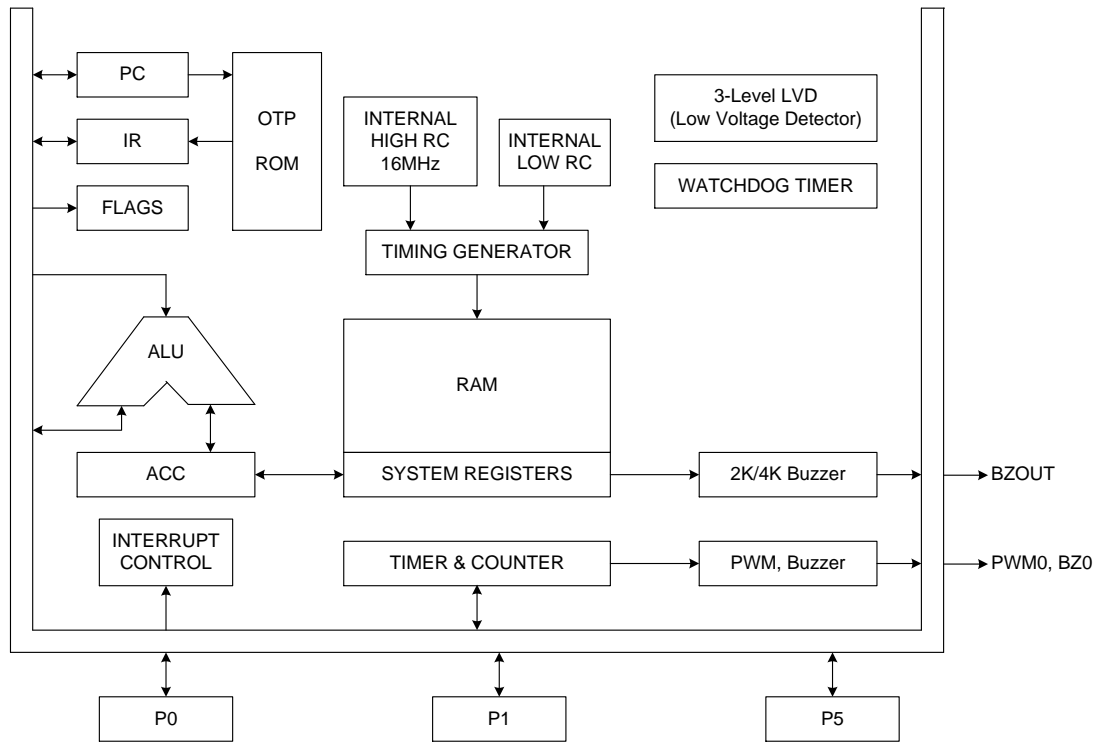 PC
IR
FLAGS
OTP
ROM
INTERNAL
HIGH RC
16MHz
INTERNAL
LOW RC
3-Level LVD
(Low Voltage Detector)
WATCHDOG TIMER
TIMING GENERATOR
ALU
RAM
ACC
SYSTEM REGISTERS
2K/4K Buzzer
BZOUT
INTERRUPT
CONTROL
TIMER & COUNTER
PWM, Buzzer
PWM0, BZ0
P0
P1
P5